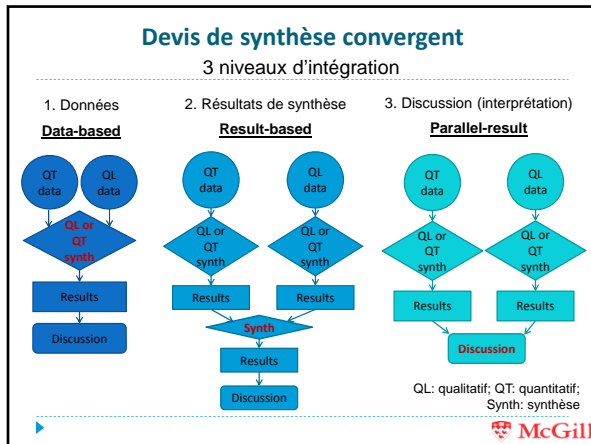 Devis de synthèse convergent
3 niveaux d'intégration
1. Données
Data-based
QT
data
QL
data
QL or
QT
synth
Results
Discussion
2. Résultats de synthèse
Result-based
QT
data
QL
data
QL or
QT
synth
QL or
QT
synth
Results
Results
Synth
Results
Discussion
3. Discussion (interprétation)
Parallel-result
QT
data
QL
data
QL or
QT
synth
QL or
QT
synth
Results
Results
Discussion
QL: qualitatif; QT: quantitatif;
Synth: synthèse
McGill